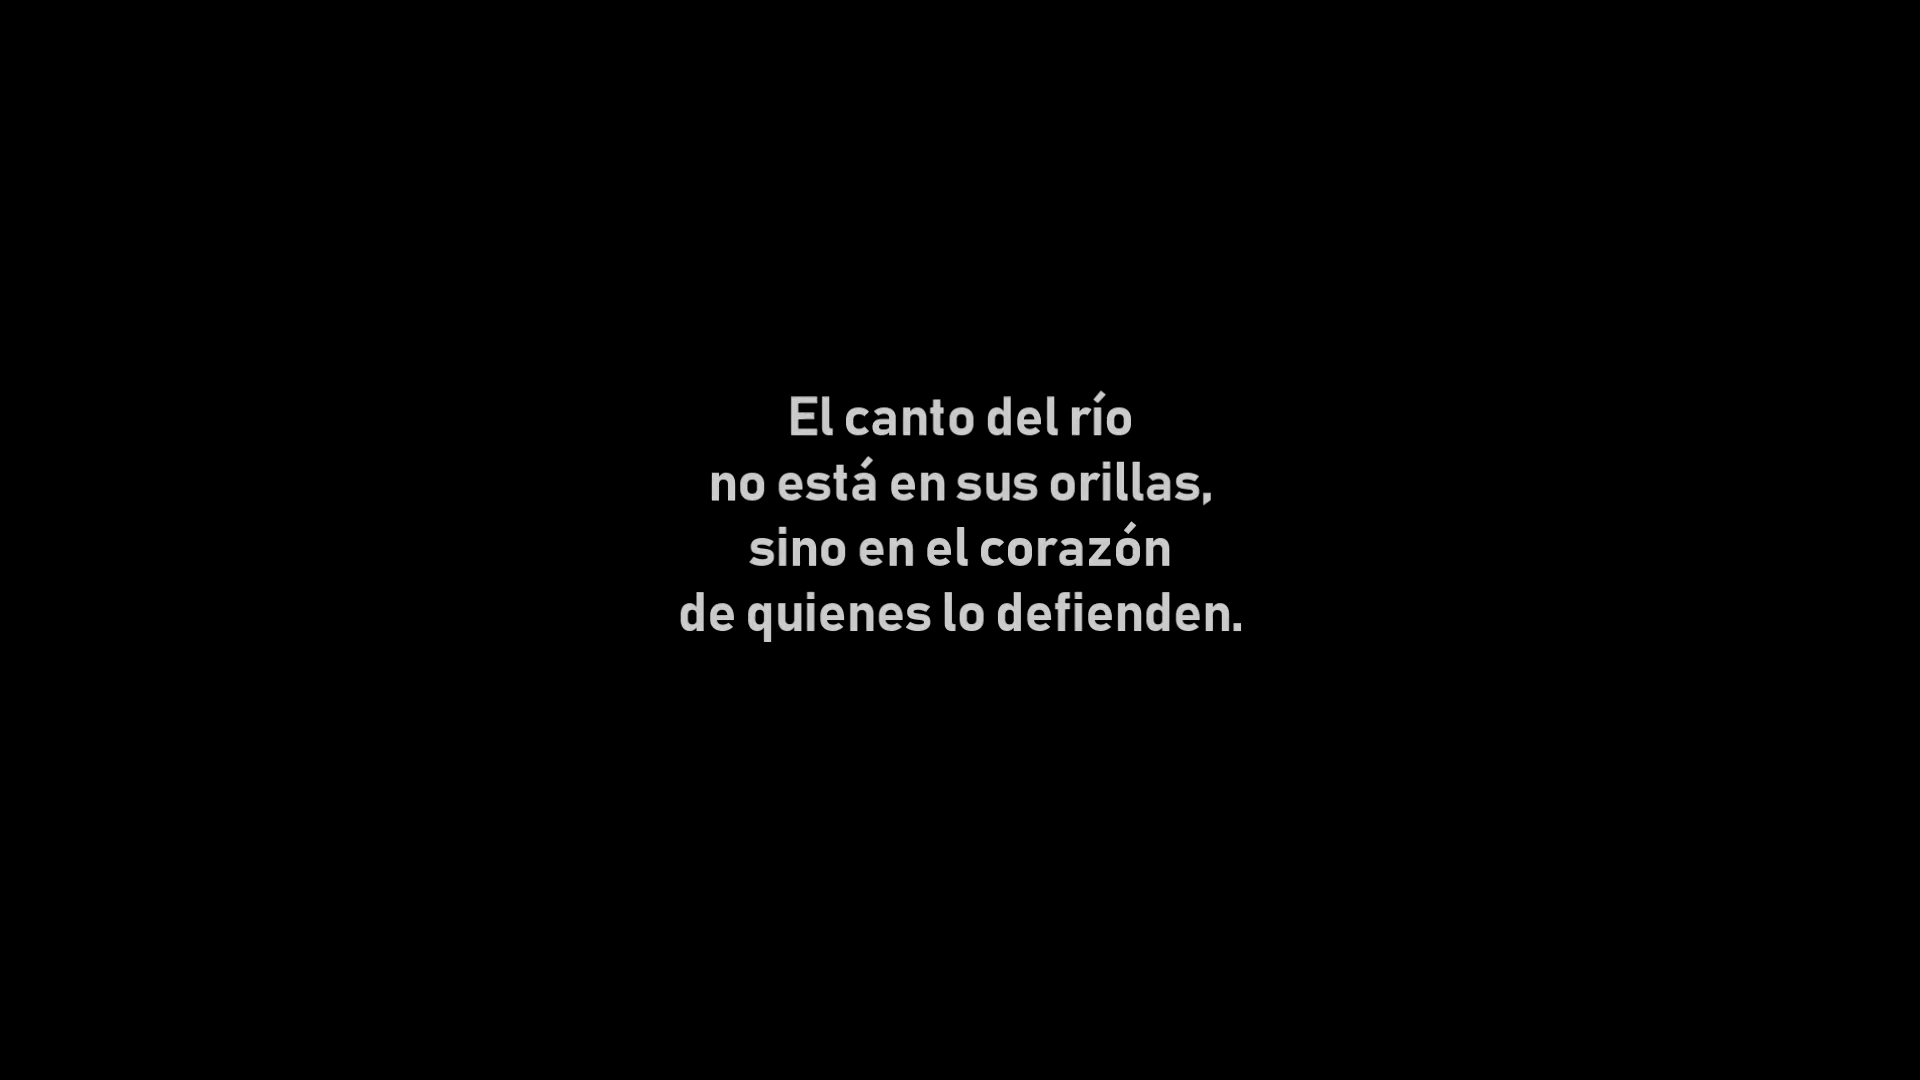 El canto del río
no está en sus orillas,
sino en el corazón
de quienes lo defienden.